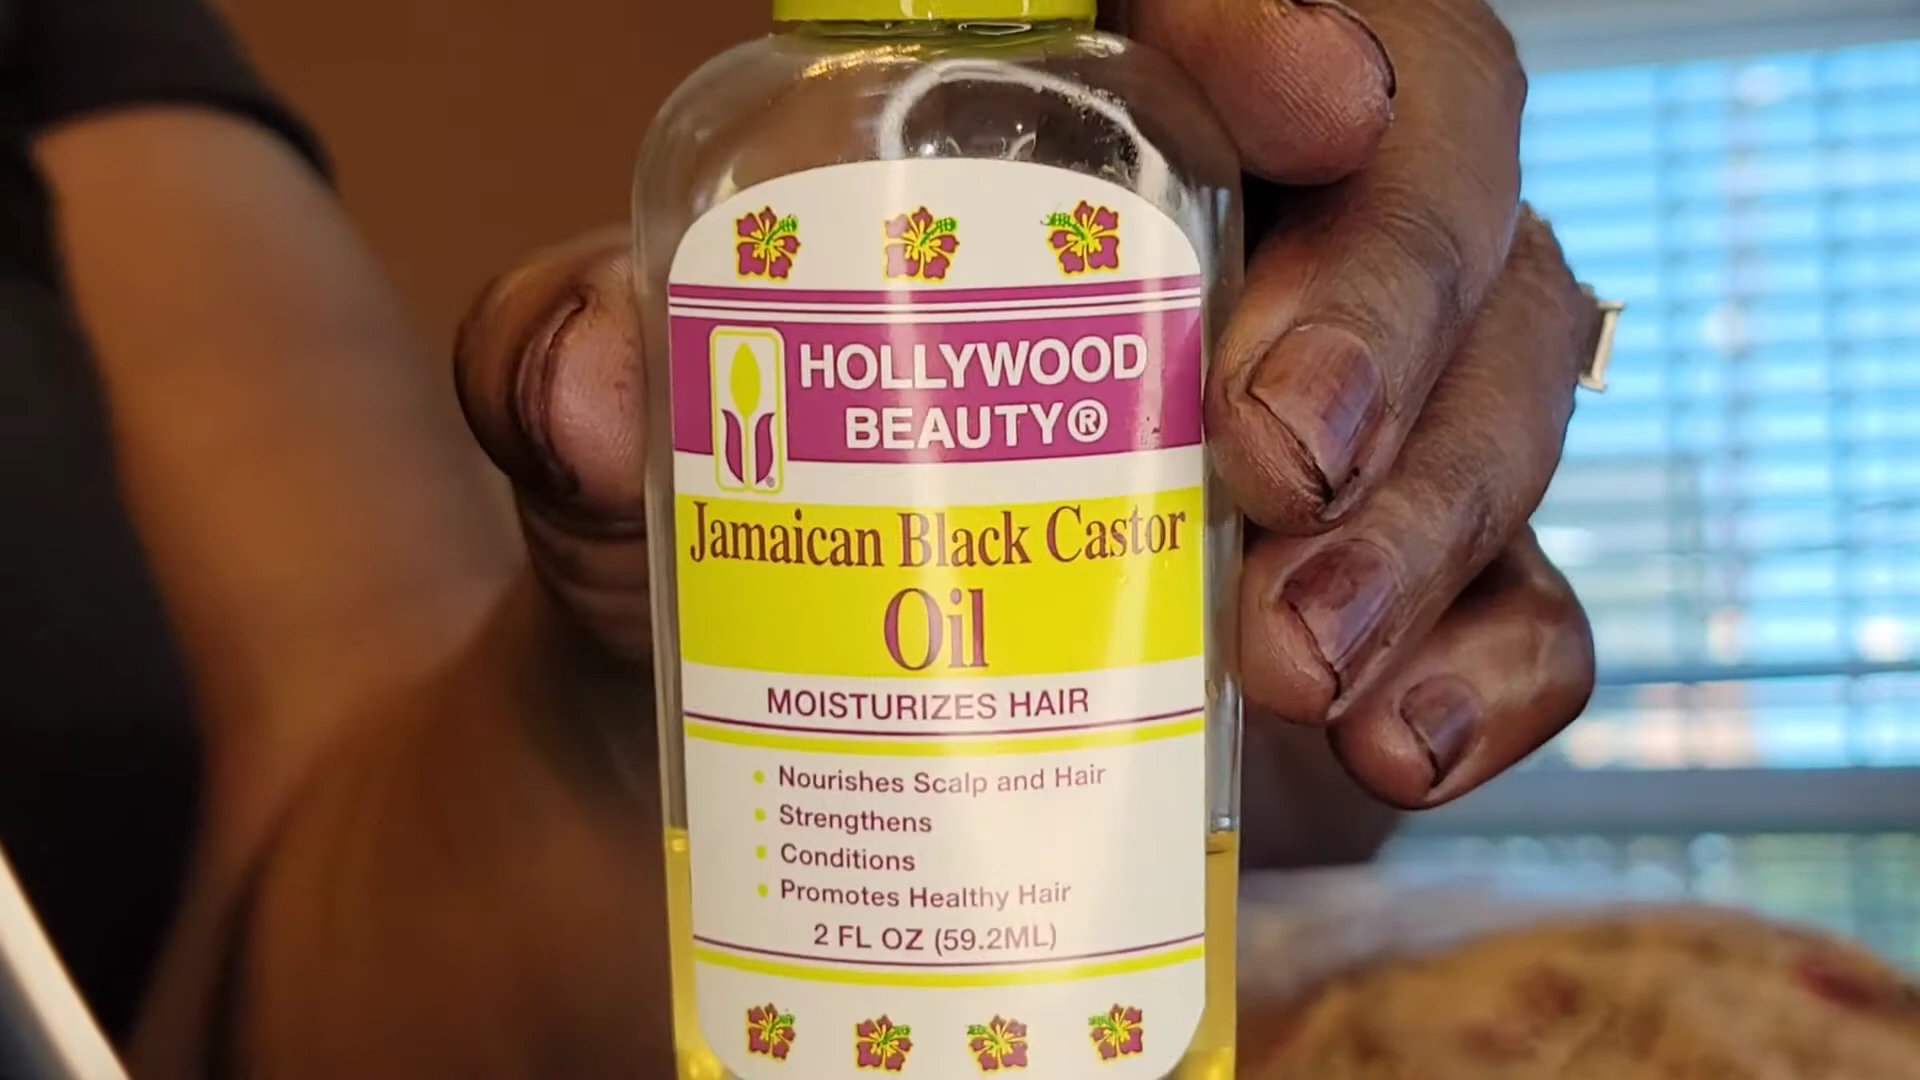 HOLLYWOOD
BEAUTY®
Jamaican Black Castor
Oil
MOISTURIZES HAIR
• Nourishes Scalp and Hair
• Strengthens
• Conditions
• Promotes Healthy Hair
2 FL OZ (59.2ML)